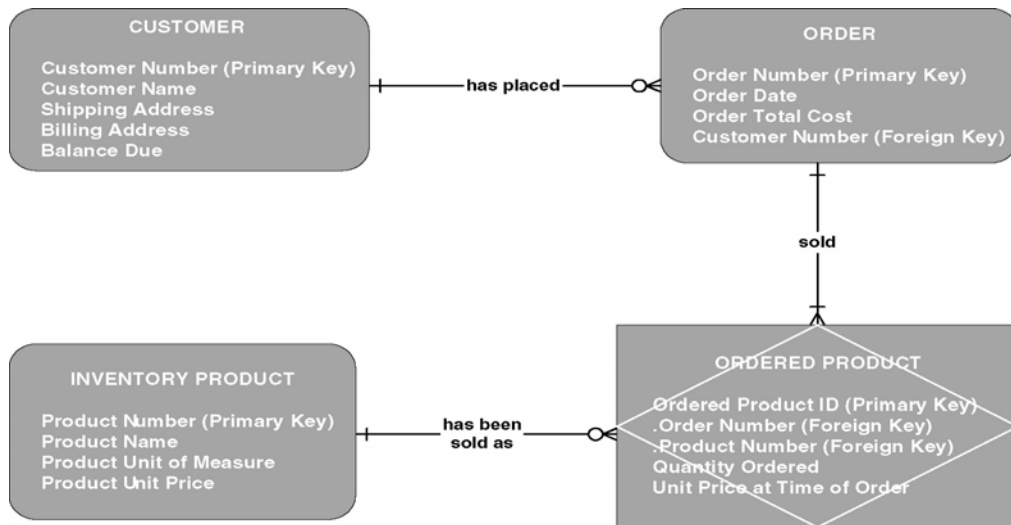 CUSTOMER
Customer Number (Primary Key)
Customer Name
Shipping Address
Billing Address
Balance Due
has placed
ORDER
Order Number (Primary Key)
Order Date
Order Total Cost
Customer Number (Foreign Key)
sold
INVENTORY PRODUCT
Product Number (Primary Key)
Product Name
Product Unit of Measure
Product Unit Price
has been
sold as
ORDERED PRODUCT
Ordered Product ID (Primary Key)
.Order Number (Foreign Key)
.Product Number (Foreign Key)
Quantity Ordered
Unit Price at Time of Order